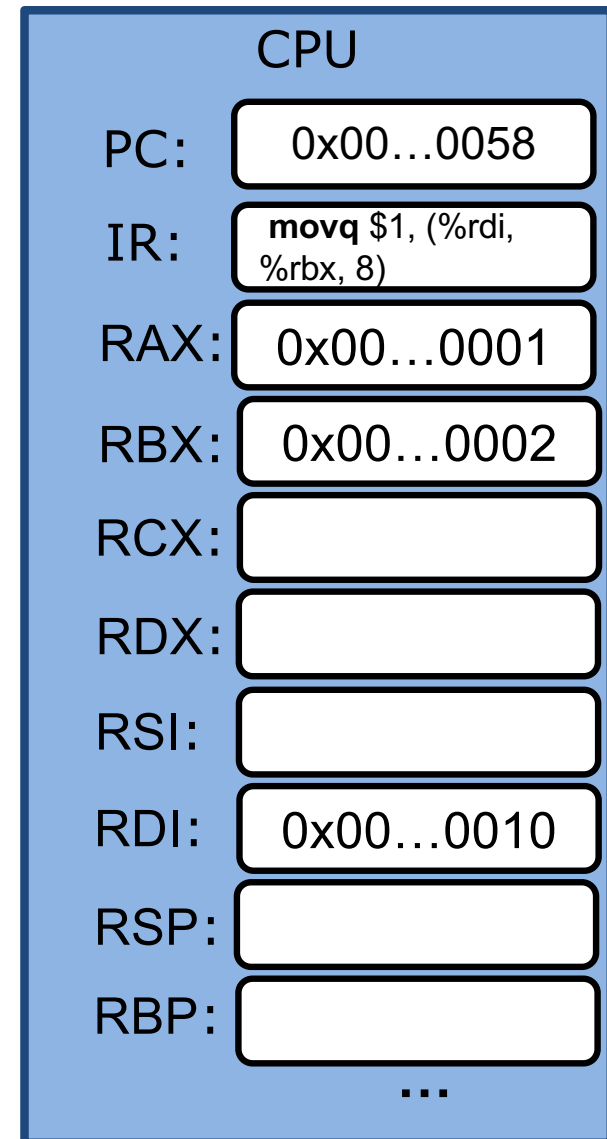 CPU
PC: 0x00…0058
IR: movq $1, (%rdi,
%rbx, 8)
RAX: 0x00…0001
RBX: 0x00…0002
RCX:
RDX:
RSI:
RDI: 0x00…0010
RSP:
RBP:
…